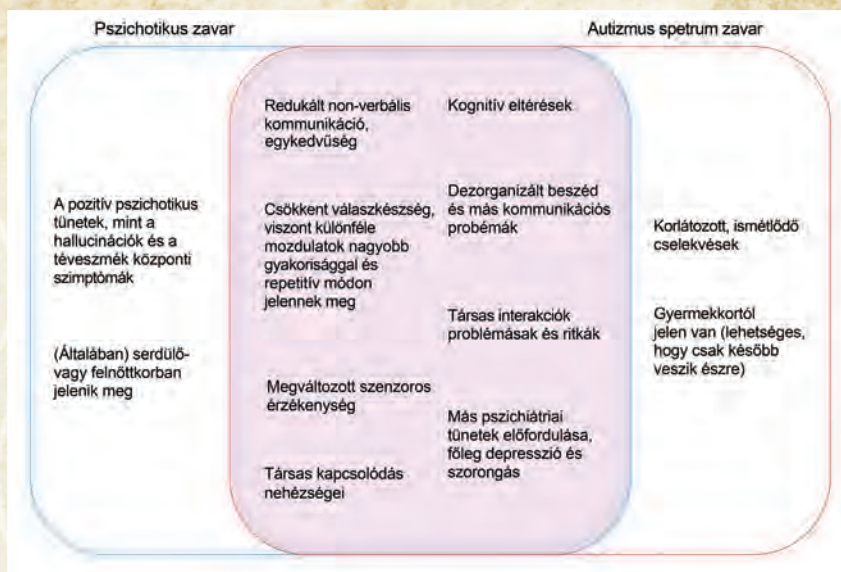 Pszichotikus zavar
Autizmus spetrum zavar
A pozitív pszichotikus
tünetek, mint a
hallucinációk és a
téveszmék központi
szimptómák
(Általában) serdülő-
vagy felnőttkorban
jelenik meg
Redukált non-verbális
kommunikáció,
egykedvűség
Csökkent válaszkészség,
viszont különféle
mozdulatok nagyobb
gyakorisággal és
repetitív módon
jelennek meg
Megváltozott szenzoros
érzékenység
Társas kapcsolódás
nehézségei
Kognitív eltérések
Dezorganizált beszéd
és más kommunikációs
probémák
Társas interakciók
problémásak és ritkák
Más pszichiátriai
tünetek előfordulása,
főleg depresszió és
szorongás
Korlátozott, ismétlődő
cselekvések
Gyermekkortól
jelen van (lehetséges,
hogy csak később
veszik észre)